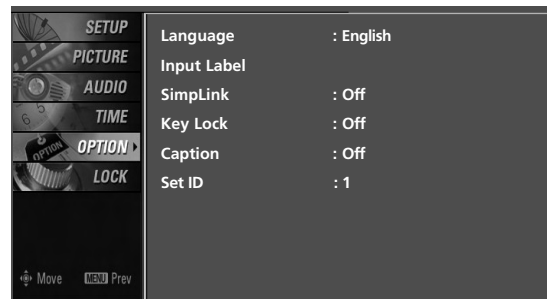 SETUP
PICTURE
AUDIO
TIME
OPTION
LOCK
Move MENU Prev
Language : English
Input Label
SimpLink : Off
Key Lock : Off
Caption : Off
Set ID : 1